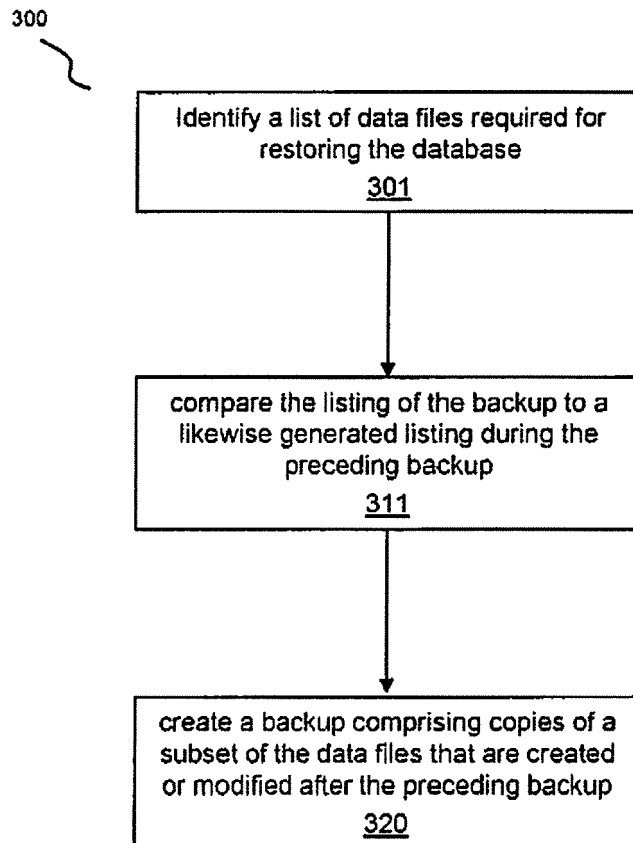 300
Identify a list of data files required for
restoring the database
301
compare the listing of the backup to a
likewise generated listing during the
preceding backup
311
create a backup comprising copies of a
subset of the data files that are created
or modified after the preceding backup
320